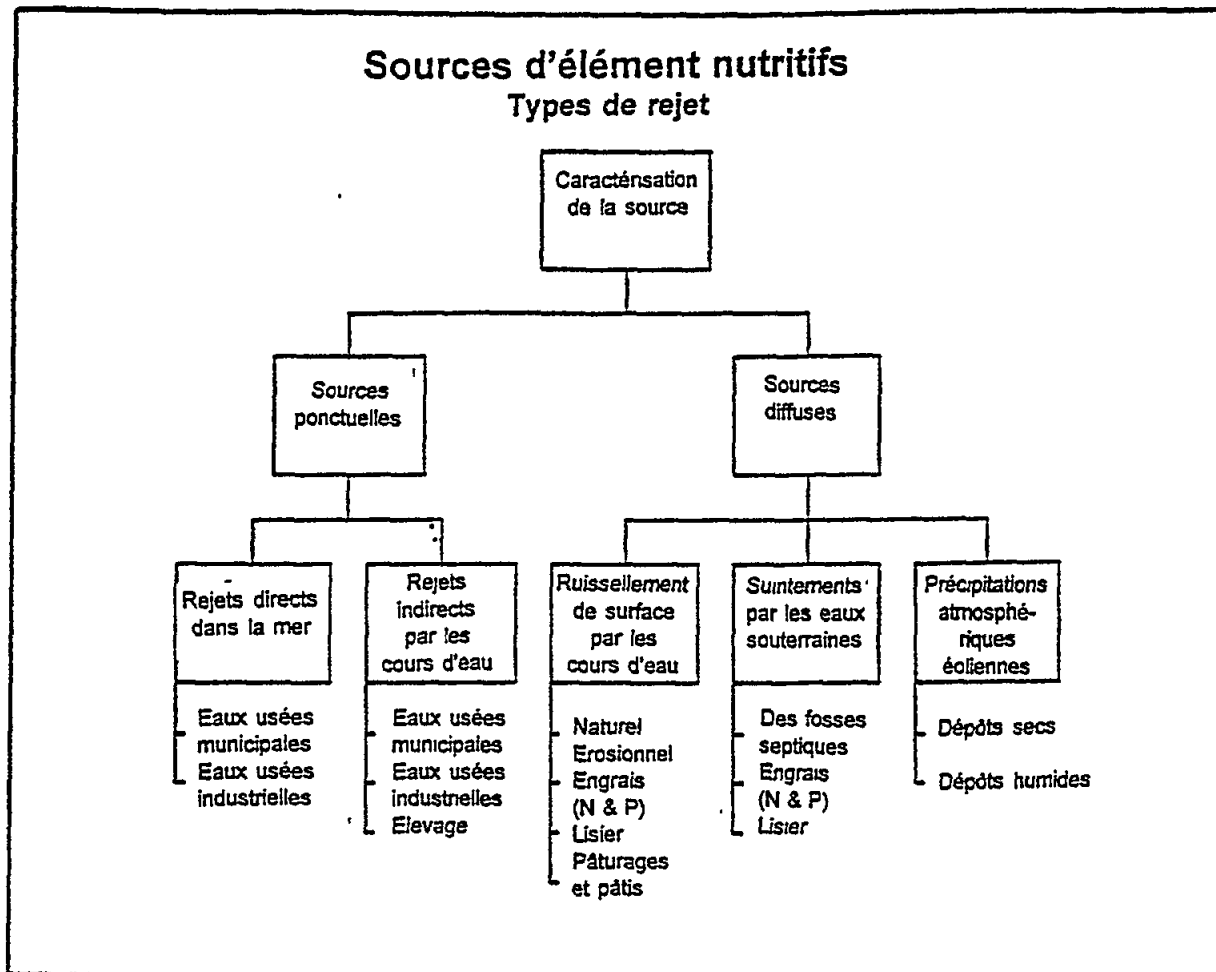 Sources d'élément nutritifs
Types de rejet
Caractérisation
de la source
Sources
ponctuelles
Sources
diffuses
Rejets directs
dans la mer
Rejets
indirects
par les
cours d'eau
Ruissellement
de surface
par les
cours d'eau
Suintements
par les eaux
souterraines
Précipitations
atmosphé-
riques
éoliennes
Eaux usées
municipales
Eaux usées
industrielles
Eaux usées
municipales
Eaux usées
industrielles
Elevage
Naturel
Erosionnel
Engrais
(N & P)
Lisier
Pâturages
et pâtis
Des fosses
septiques
Engrais
(N & P)
Lisier
Dépôts secs
Dépôts humides